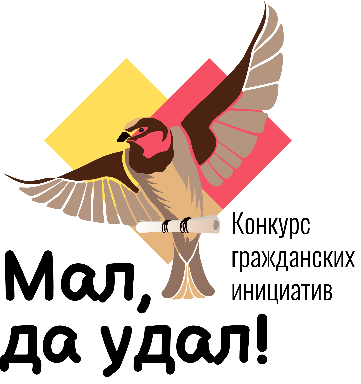 Конкурс
гражданских
инициатив
Мал,
да удал!